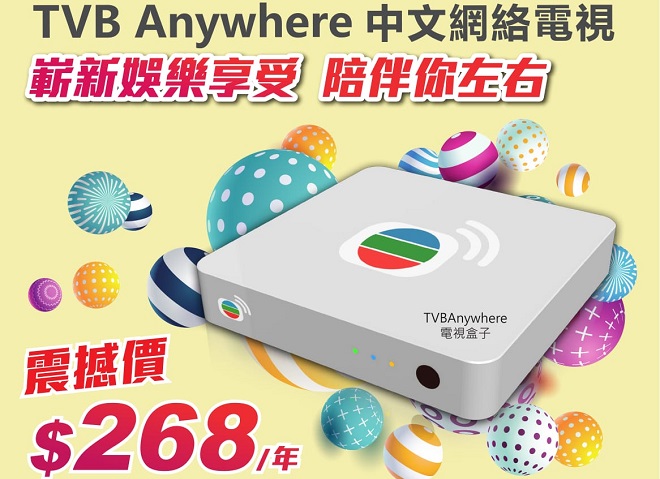 TVB Anywhere 中文網絡電視
嶄新娛樂享受 陪伴你左右
TVBAnywhere
電視盒子
震撼價
$268/年